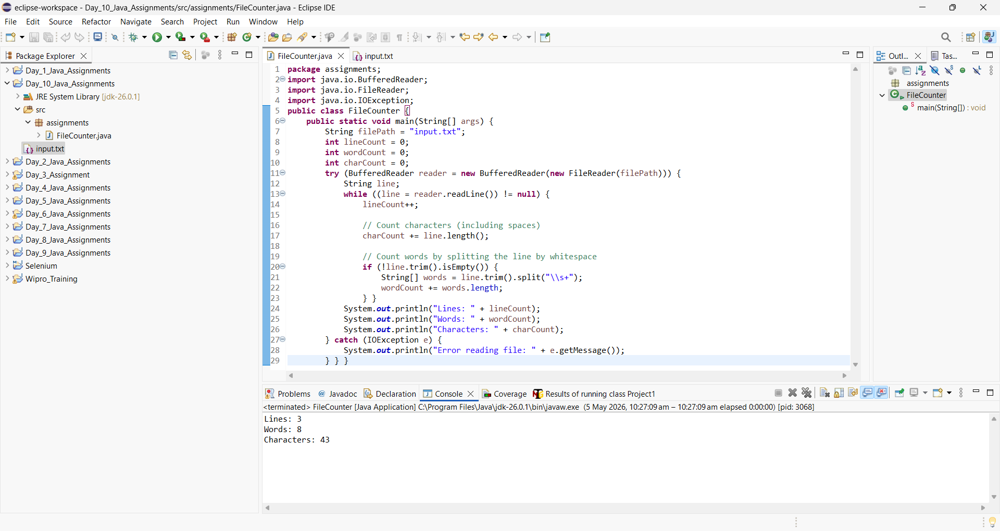 eclipse-workspace - Day_10_Java_Assignments/src/assignments/FileCounter.java - Eclipse IDE
File Edit Source Refactor Navigate Search Project Run Window Help
Package Explorer
Day_1_Java_Assignments
Day_10_Java_Assignments
JRE System Library [jdk-26.0.1]
src
assignments
FileCounter.java
input.txt
Day_2_Java_Assignments
Day_3_Assignment
Day_4_Java_Assignments
Day_5_Java_Assignments
Day_6_Java_Assignments
Day_7_Java_Assignments
Day_8_Java_Assignments
Day_9_Java_Assignments
Selenium
Wipro_Training
FileCounter.java input.txt
1 package assignments;
2 import java.io.BufferedReader;
3 import java.io.FileReader;
4 import java.io.IOException;
5 public class FileCounter {
6     public static void main(String[] args) {
7         String filePath = "input.txt";
8         int lineCount = 0;
9         int wordCount = 0;
10         int charCount = 0;
11         try (BufferedReader reader = new BufferedReader(new FileReader(filePath))) {
12             String line;
13             while ((line = reader.readLine()) != null) {
14                 lineCount++;
15
16                 // Count characters (including spaces)
17                 charCount += line.length();
18
19                 // Count words by splitting the line by whitespace
20                 if (!line.trim().isEmpty()) {
21                     String[] words = line.trim().split("\\s+");
22                     wordCount += words.length;
23                 } }
24             System.out.println("Lines: " + lineCount);
25             System.out.println("Words: " + wordCount);
26             System.out.println("Characters: " + charCount);
27         } catch (IOException e) {
28             System.out.println("Error reading file: " + e.getMessage());
29         } } }
Outl... Tas...
assignments
FileCounter
main(String[]) : void
Problems Javadoc Declaration Console Coverage Results of running class Project1
<terminated> FileCounter [Java Application] C:\Program Files\Java\jdk-26.0.1\bin\javaw.exe (5 May 2026, 10:27:09 am – 10:27:09 am elapsed 0:00:00) [pid: 3068]
Lines: 3
Words: 8
Characters: 43